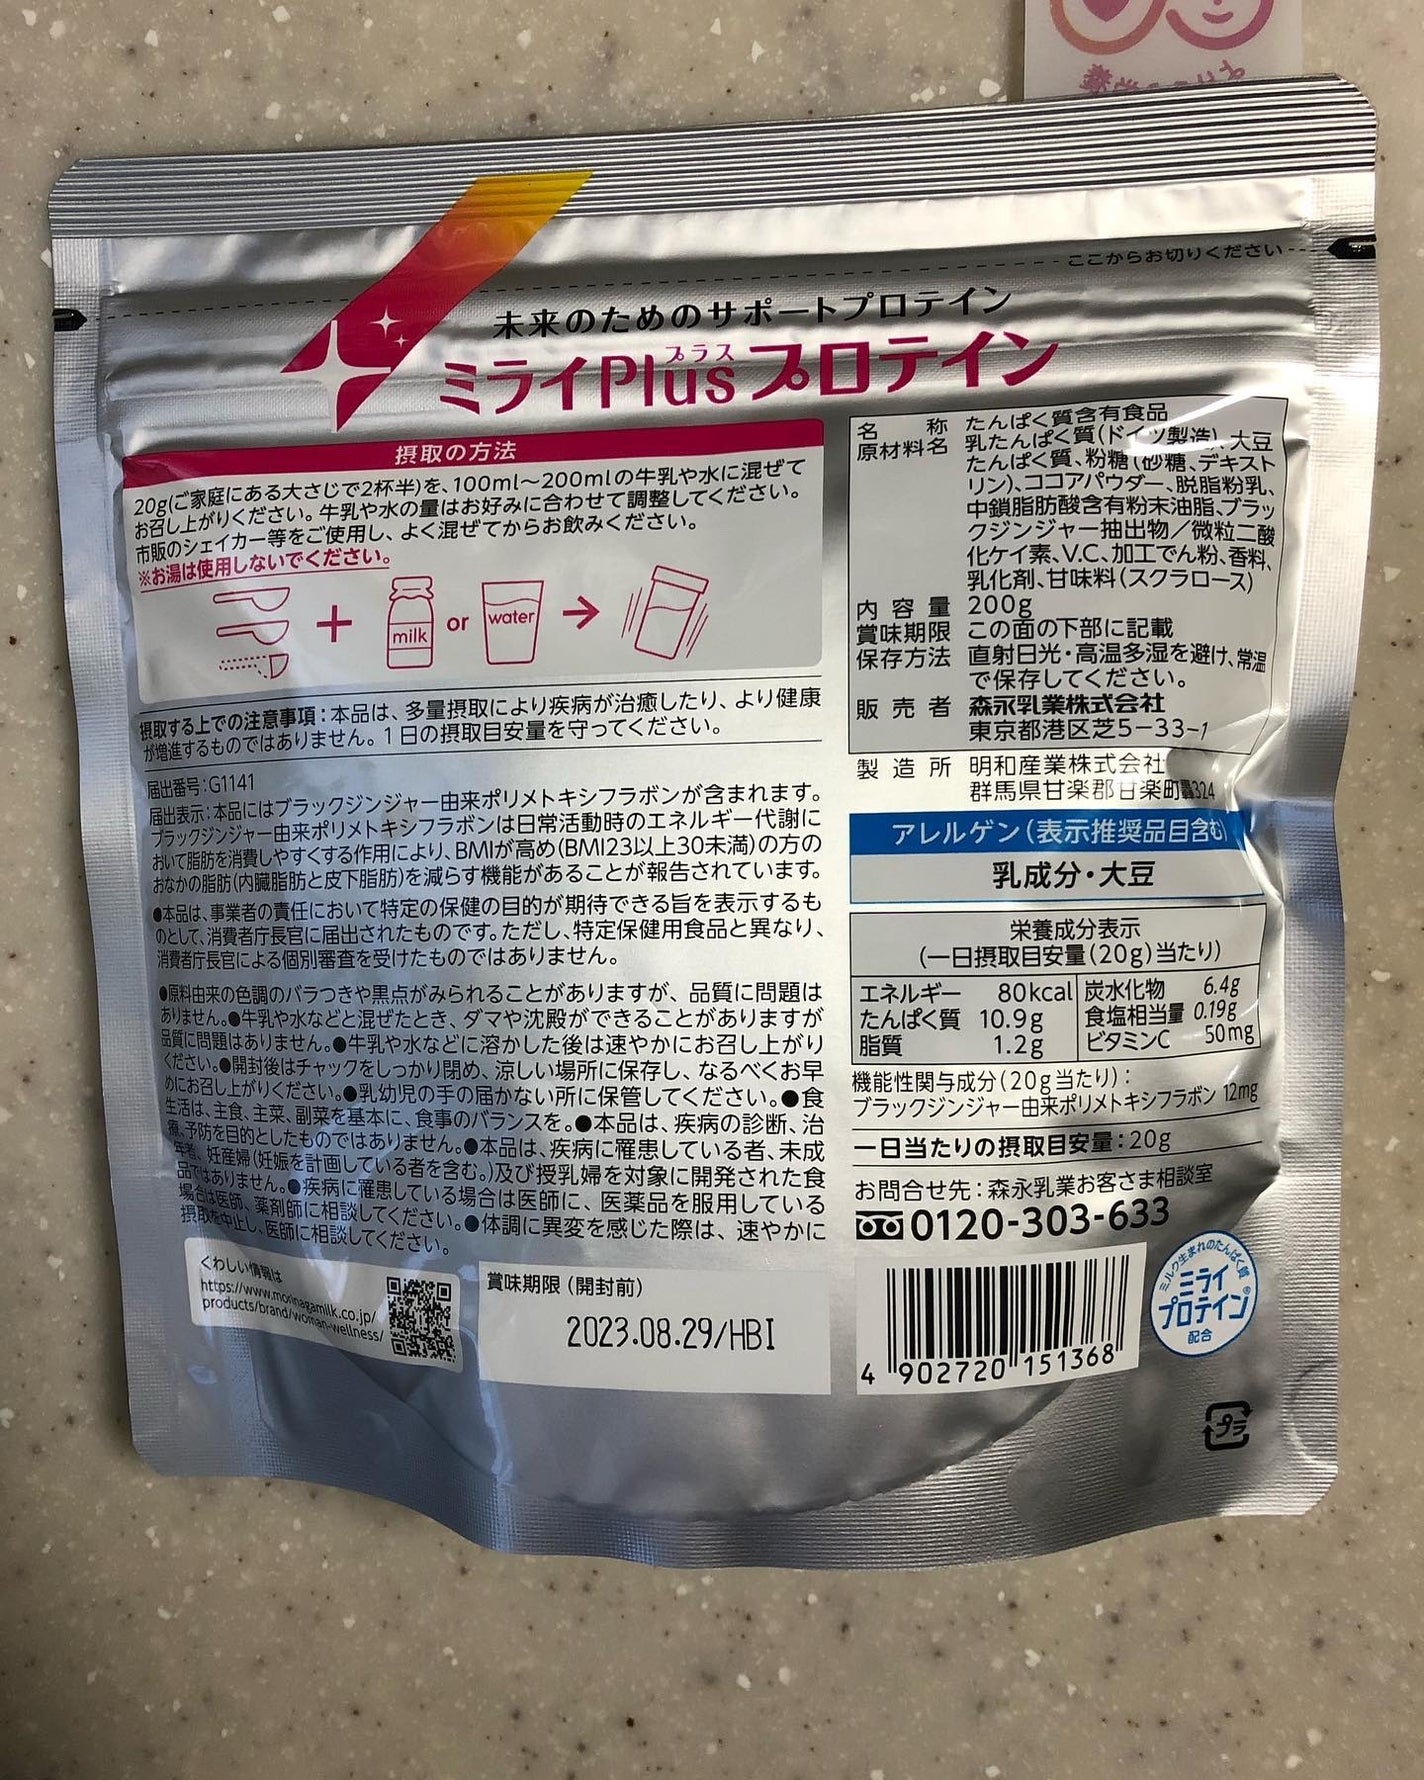 ここからお切りください
未来のためのサポートプロテイン
ミライPlusプロテイン
プラス
摂取の方法
20g(ご家庭にある大さじで2杯半)を、100ml～200mlの牛乳や水に混ぜて
お召し上がりください。牛乳や水の量はお好みに合わせて調整してください。
市販のシェイカー等をご使用し、よく混ぜてからお飲みください。
※お湯は使用しないでください。
+ milk or water →
摂取する上での注意事項：本品は、多量摂取により疾病が治癒したり、より健康
が増進するものではありません。1日の摂取目安量を守ってください。
届出番号：G1141
届出表示：本品にはブラックジンジャー由来ポリメトキシフラボンが含まれます。
ブラックジンジャー由来ポリメトキシフラボンは日常活動時のエネルギー代謝に
おいて脂肪を消費しやすくする作用により、BMIが高め(BMI23以上30未満)の方の
おなかの脂肪(内臓脂肪と皮下脂肪)を減らす機能があることが報告されています。
●本品は、事業者の責任において特定の保健の目的が期待できる旨を表示するも
のとして、消費者庁長官に届出されたものです。ただし、特定保健用食品と異なり、
消費者庁長官による個別審査を受けたものではありません。
●原料由来の色調のバラつきや黒点がみられることがありますが、品質に問題は
ありません。●牛乳や水などと混ぜたとき、ダマや沈殿ができることがありますが
品質に問題はありません。●牛乳や水などに溶かした後は速やかにお召し上がり
ください。●開封後はチャックをしっかり閉め、涼しい場所に保存し、なるべくお早
めにお召し上がりください。●乳幼児の手の届かない所に保管してください。●食
生活は、主食、主菜、副菜を基本に、食事のバランスを。●本品は、疾病の診断、治
療、予防を目的としたものではありません。●本品は、疾病に罹患している者、未成
年者、妊産婦(妊娠を計画している者を含む。)及び授乳婦を対象に開発された食
品ではありません。●疾病に罹患している場合は医師に、医薬品を服用している
場合は医師、薬剤師に相談してください。●体調に異変を感じた際は、速やかに
摂取を中止し、医師に相談してください。
くわしい情報は
https://www.morinagamilk.co.jp/
products/brand/woman-wellness/
賞味期限（開封前）
2023.08.29/HBI
名称 たんぱく質含有食品
原材料名 乳たんぱく質(ドイツ製造)、大豆
たんぱく質、粉糖(砂糖、デキスト
リン)、ココアパウダー、脱脂粉乳、
中鎖脂肪酸含有粉末油脂、ブラッ
クジンジャー抽出物／微粒二酸
化ケイ素、V.C、加工でん粉、香料、
乳化剤、甘味料(スクラロース)
内容量 200g
賞味期限 この面の下部に記載
保存方法 直射日光・高温多湿を避け、常温
で保存してください。
販売者 森永乳業株式会社
東京都港区芝5-33-1
製造所 明和産業株式会社
群馬県甘楽郡甘楽町324
アレルゲン(表示推奨品目含む)
乳成分・大豆
栄養成分表示
(一日摂取目安量(20g)当たり)
エネルギー 80kcal 炭水化物 6.4g
たんぱく質 10.9g 食塩相当量 0.19g
脂質 1.2g ビタミンC 50mg
機能性関与成分(20g当たり)：
ブラックジンジャー由来ポリメトキシフラボン 12mg
一日当たりの摂取目安量：20g
お問合せ先：森永乳業お客さま相談室
0120-303-633
4 902720 151368
ミルク生まれのたんぱく質
ミライ
プロテイン®
配合
プラ